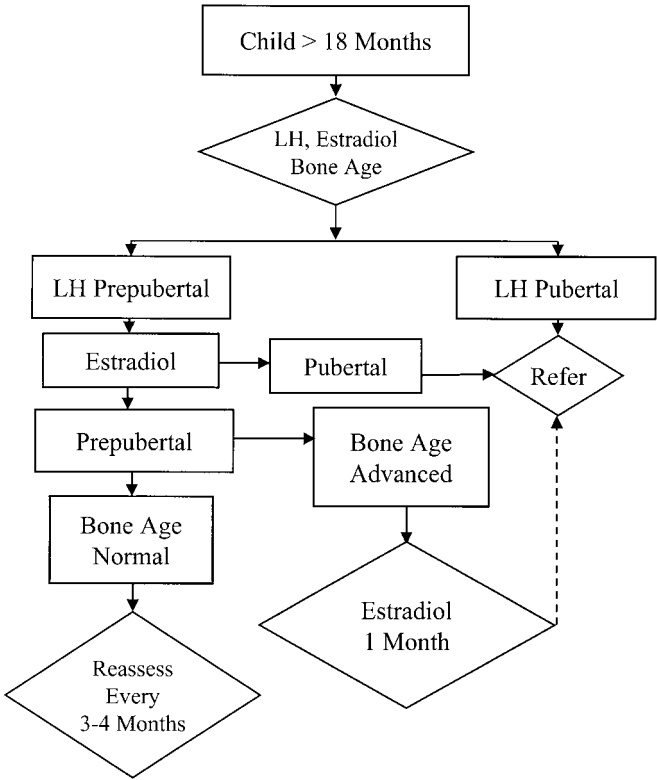 Child > 18 Months
LH, Estradiol
Bone Age
LH Prepubertal
LH Pubertal
Estradiol
Pubertal
Refer
Prepubertal
Bone Age
Advanced
Bone Age
Normal
Estradiol
1 Month
Reassess
Every
3-4 Months